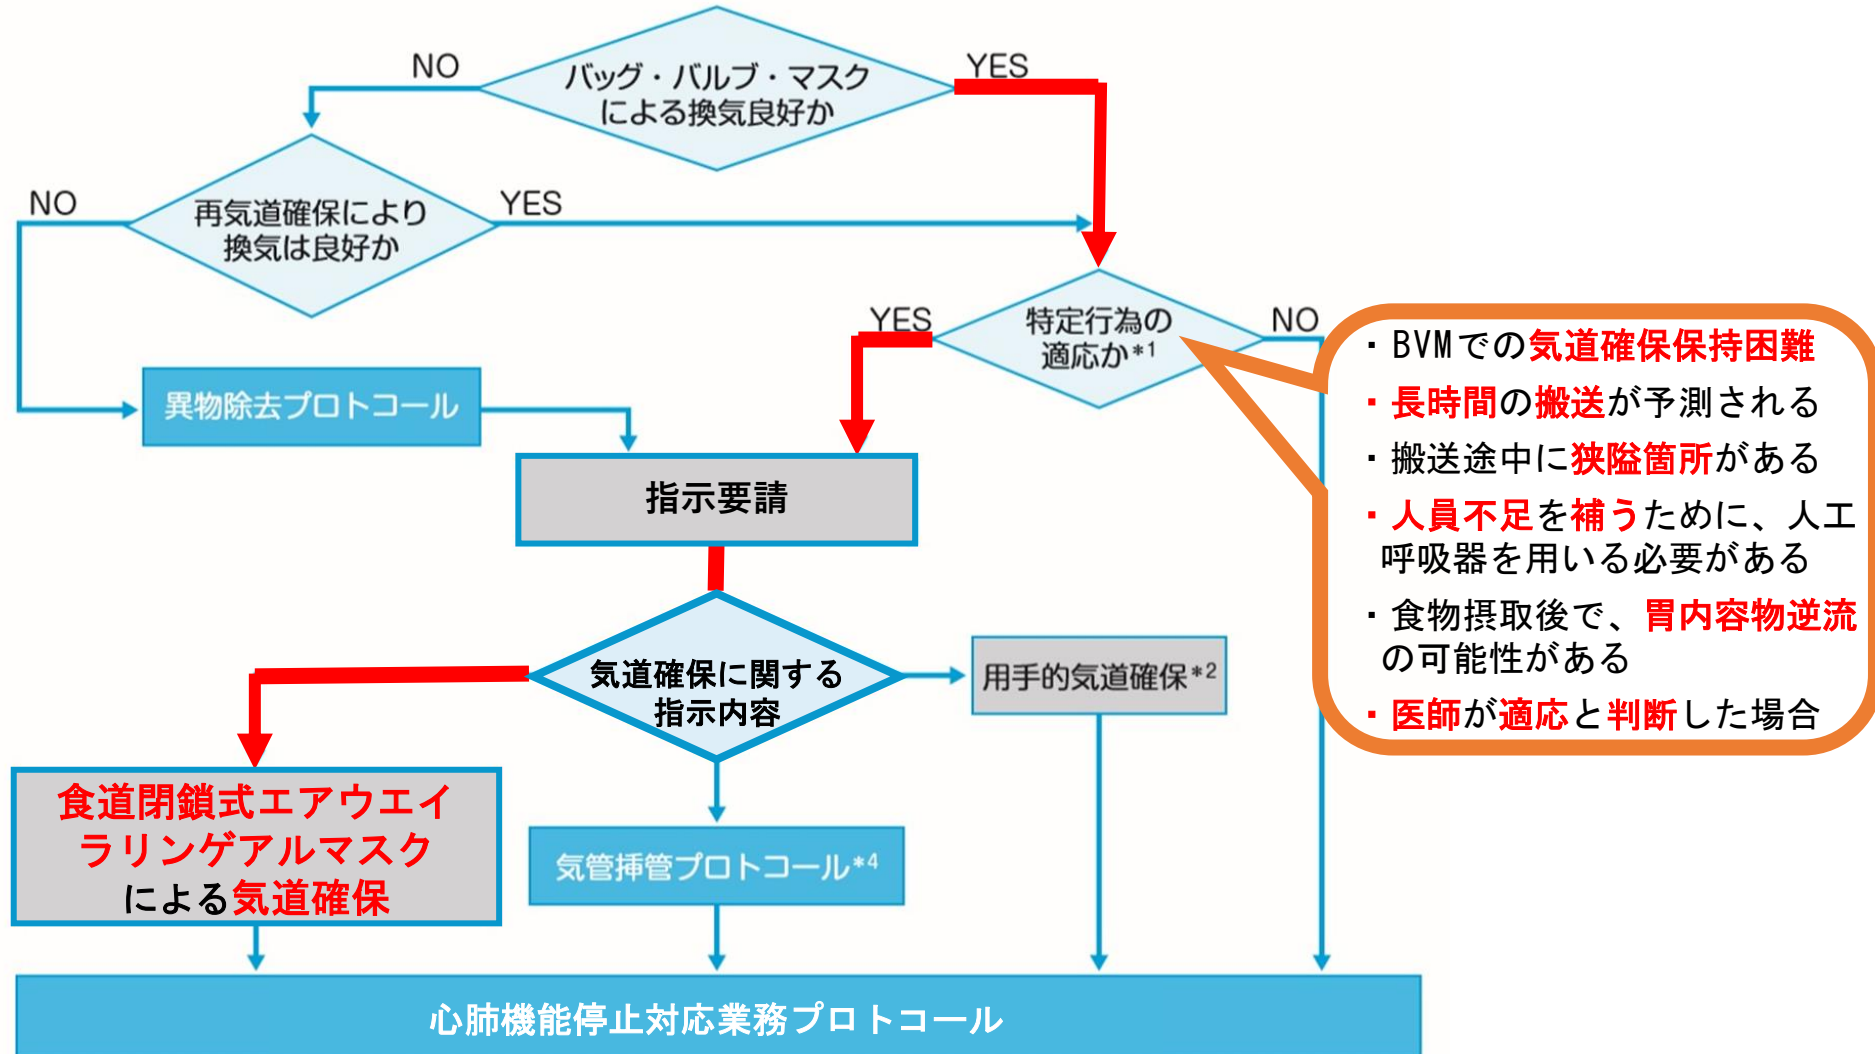 NO
バッグ・バルブ・マスク
による換気良好か
YES
NO
再気道確保により
換気は良好か
YES
YES
特定行為の
適応か*1
NO
・BVMでの気道確保保持困難
・長時間の搬送が予測される
・搬送途中に狭隘箇所がある
・人員不足を補うために、人工
呼吸器を用いる必要がある
・食物摂取後で、胃内容物逆流
の可能性がある
・医師が適応と判断した場合
異物除去プロトコール
指示要請
気道確保に関する
指示内容
用手的気道確保*2
食道閉鎖式エアウエイ
ラリンゲアルマスク
による気道確保
気管挿管プロトコール*4
心肺機能停止対応業務プロトコール